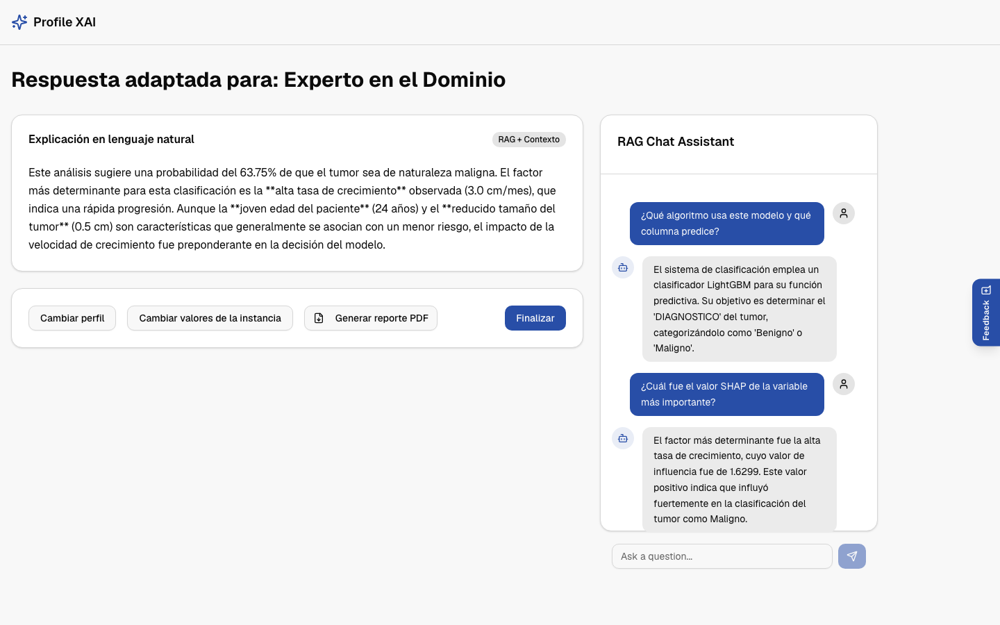 Profile XAI
Respuesta adaptada para: Experto en el Dominio
Explicación en lenguaje natural
RAG + Contexto
Este análisis sugiere una probabilidad del 63.75% de que el tumor sea de naturaleza maligna. El factor
más determinante para esta clasificación es la **alta tasa de crecimiento** observada (3.0 cm/mes), que
indica una rápida progresión. Aunque la **joven edad del paciente** (24 años) y el **reducido tamaño del
tumor** (0.5 cm) son características que generalmente se asocian con un menor riesgo, el impacto de la
velocidad de crecimiento fue preponderante en la decisión del modelo.
Cambiar perfil
Cambiar valores de la instancia
Generar reporte PDF
Finalizar
RAG Chat Assistant
¿Qué algoritmo usa este modelo y qué
columna predice?
El sistema de clasificación emplea un
clasificador LightGBM para su función
predictiva. Su objetivo es determinar el
'DIAGNOSTICO' del tumor,
categorizándolo como 'Benigno' o
'Maligno'.
¿Cuál fue el valor SHAP de la variable
más importante?
El factor más determinante fue la alta
tasa de crecimiento, cuyo valor de
influencia fue de 1.6299. Este valor
positivo indica que influyó
fuertemente en la clasificación del
tumor como Maligno.
Ask a question...
Feedback